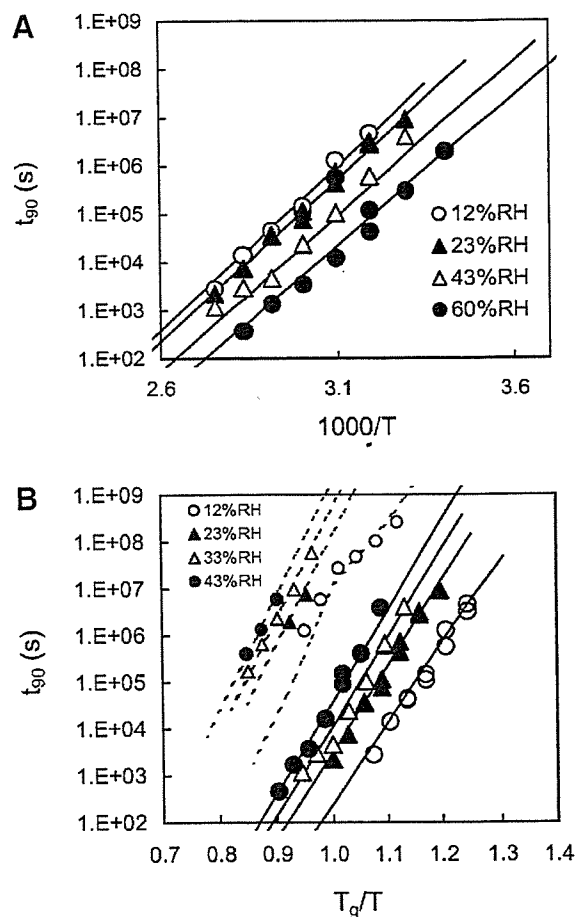 A
1.E+09
1.E+08
1.E+07
1.E+06
1.E+05
1.E+04
1.E+03
1.E+02
t90 (s)
12%RH
23%RH
43%RH
60%RH
2.6 3.1 3.6
1000/T
B
1.E+09
1.E+08
1.E+07
1.E+06
1.E+05
1.E+04
1.E+03
1.E+02
t90 (s)
12%RH
23%RH
33%RH
43%RH
0.7 0.8 0.9 1.0 1.1 1.2 1.3 1.4
Tg/T